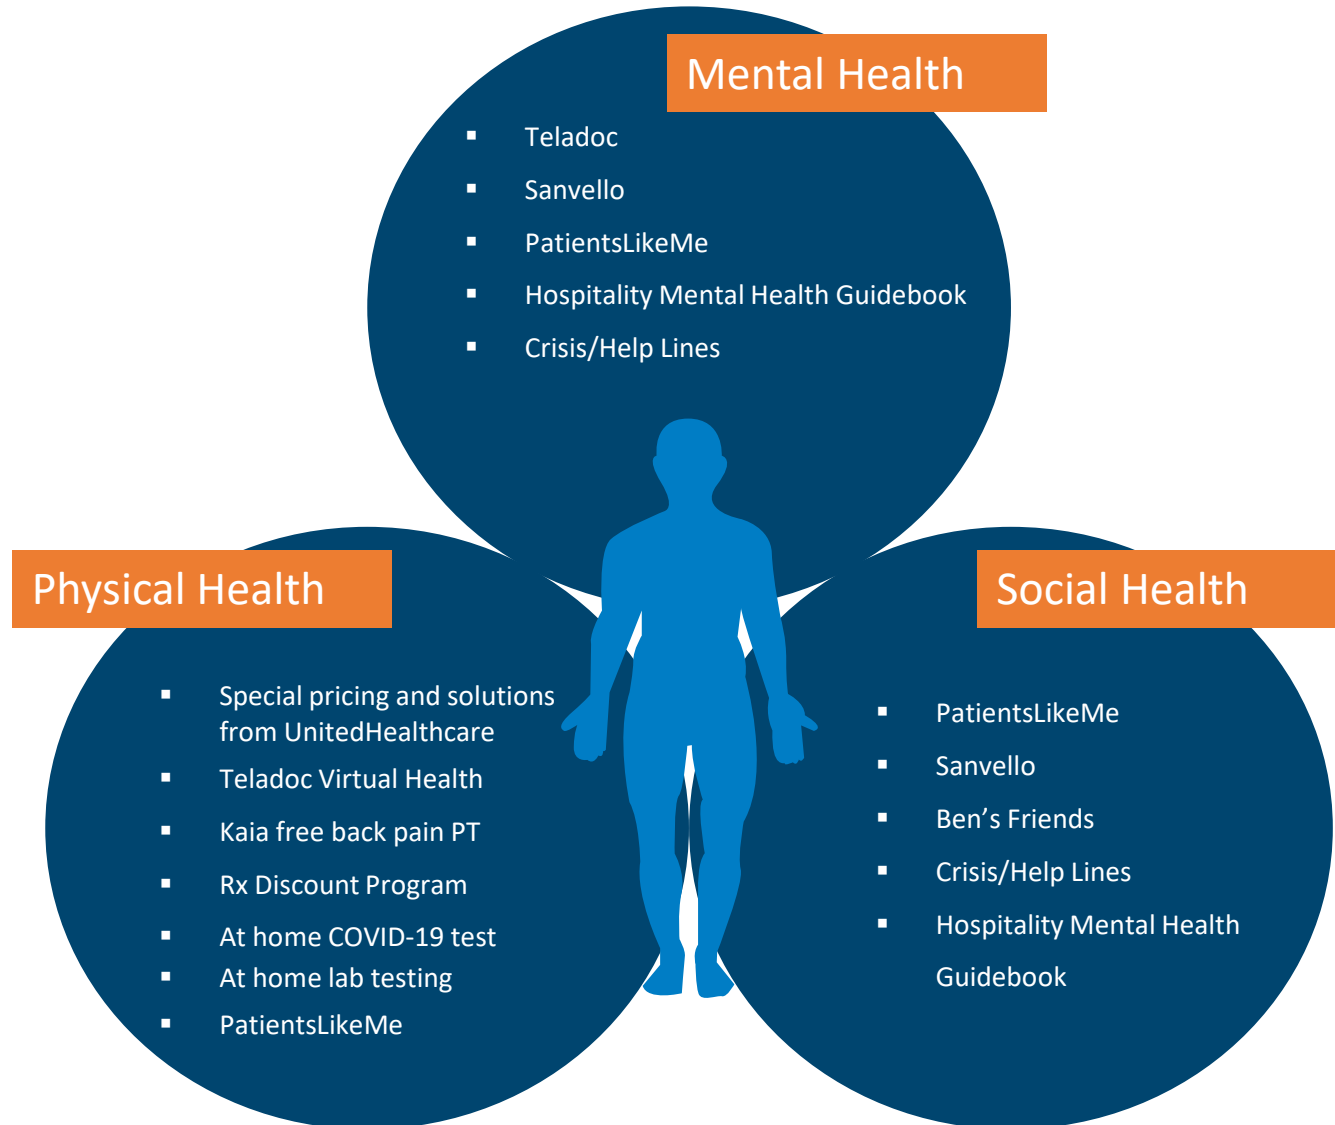 Mental Health
▪ Teladoc
▪ Sanvello
▪ PatientsLikeMe
▪ Hospitality Mental Health Guidebook
▪ Crisis/Help Lines
Physical Health
▪ Special pricing and solutions
from UnitedHealthcare
▪ Teladoc Virtual Health
▪ Kaia free back pain PT
▪ Rx Discount Program
▪ At home COVID-19 test
▪ At home lab testing
▪ PatientsLikeMe
Social Health
▪ PatientsLikeMe
▪ Sanvello
▪ Ben’s Friends
▪ Crisis/Help Lines
▪ Hospitality Mental Health
Guidebook